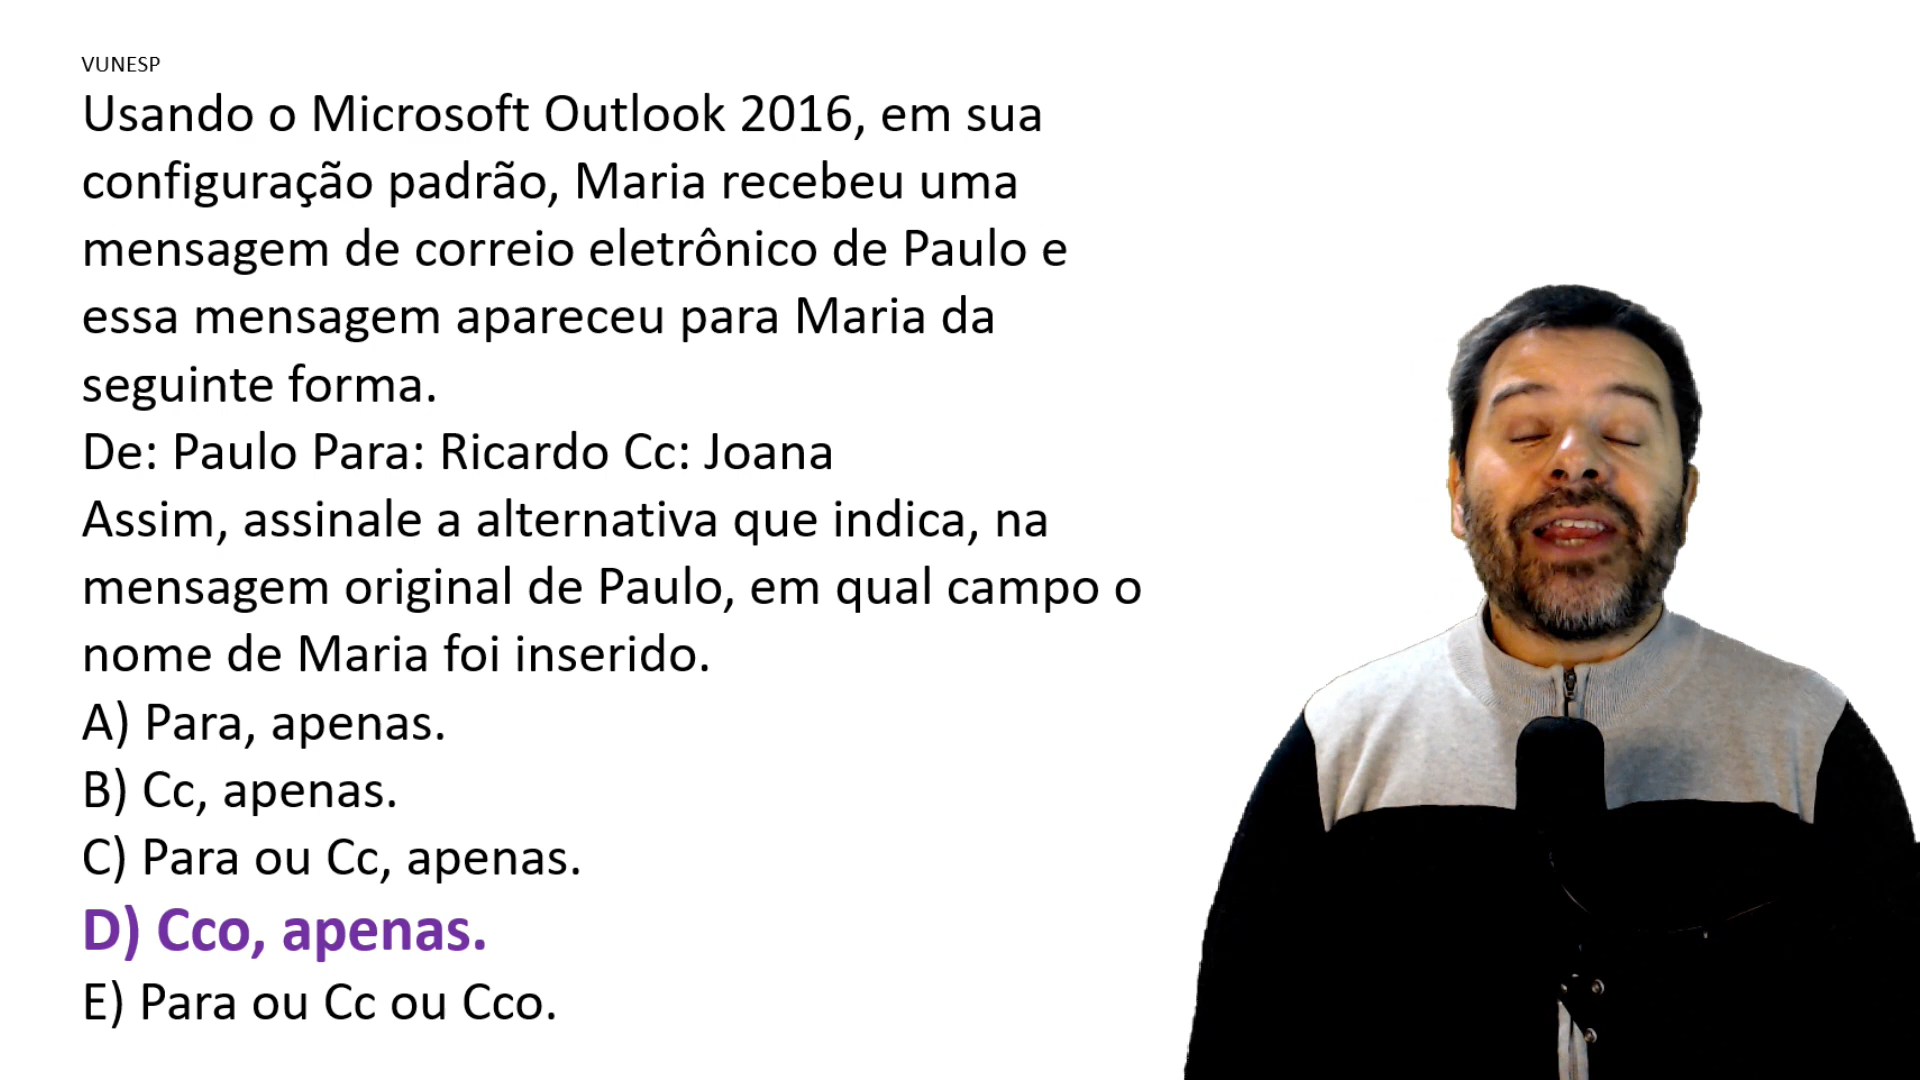 VUNESP
Usando o Microsoft Outlook 2016, em sua
configuração padrão, Maria recebeu uma
mensagem de correio eletrônico de Paulo e
essa mensagem apareceu para Maria da
seguinte forma.
De: Paulo Para: Ricardo Cc: Joana
Assim, assinale a alternativa que indica, na
mensagem original de Paulo, em qual campo o
nome de Maria foi inserido.
A) Para, apenas.
B) Cc, apenas.
C) Para ou Cc, apenas.
D) Cco, apenas.
E) Para ou Cc ou Cco.